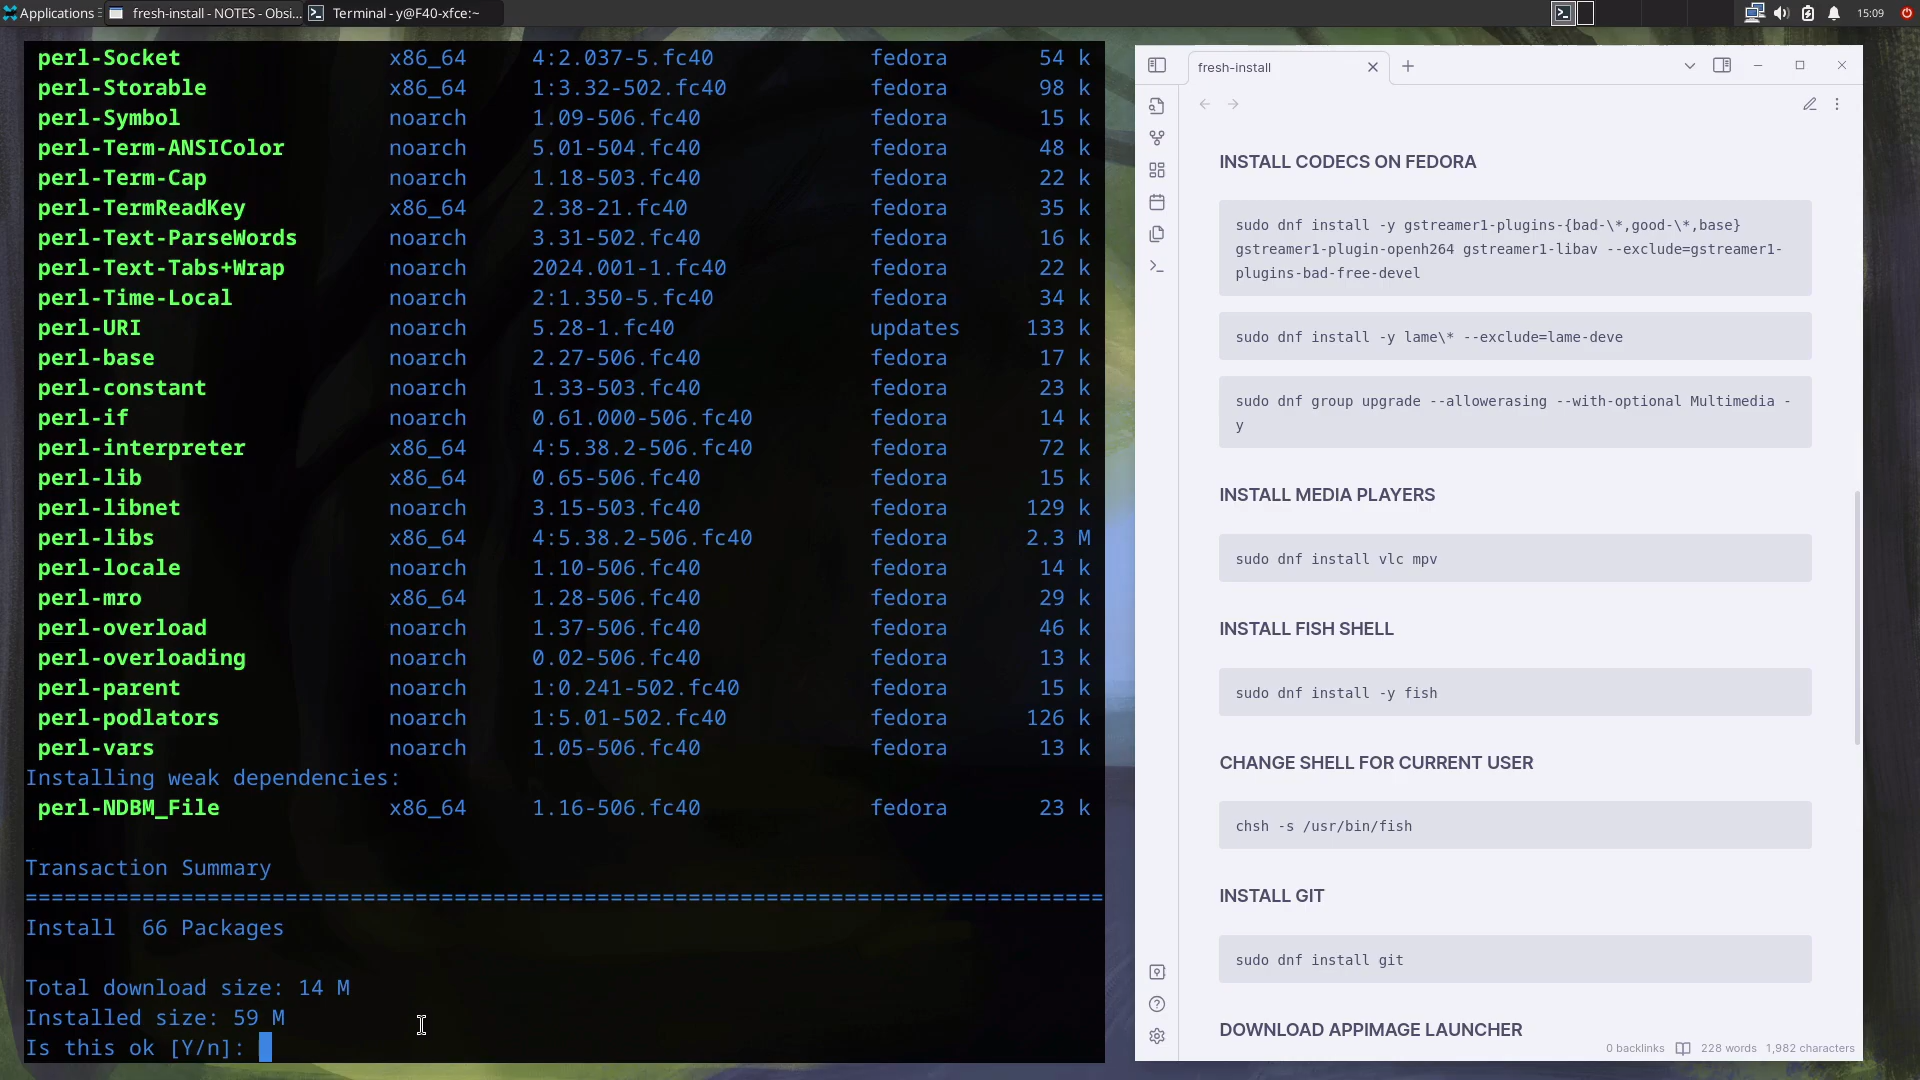 Applications
fresh-install - NOTES - Obsi...
Terminal - y@F40-xfce:~
15:09
perl-Socket x86_64 4:2.037-5.fc40 fedora 54 k
perl-Storable x86_64 1:3.32-502.fc40 fedora 98 k
perl-Symbol noarch 1.09-506.fc40 fedora 15 k
perl-Term-ANSIColor noarch 5.01-504.fc40 fedora 48 k
perl-Term-Cap noarch 1.18-503.fc40 fedora 22 k
perl-TermReadKey x86_64 2.38-21.fc40 fedora 35 k
perl-Text-ParseWords noarch 3.31-502.fc40 fedora 16 k
perl-Text-Tabs+Wrap noarch 2024.001-1.fc40 fedora 22 k
perl-Time-Local noarch 2:1.350-5.fc40 fedora 34 k
perl-URI noarch 5.28-1.fc40 updates 133 k
perl-base noarch 2.27-506.fc40 fedora 17 k
perl-constant noarch 1.33-503.fc40 fedora 23 k
perl-if noarch 0.61.000-506.fc40 fedora 14 k
perl-interpreter x86_64 4:5.38.2-506.fc40 fedora 72 k
perl-lib x86_64 0.65-506.fc40 fedora 15 k
perl-libnet noarch 3.15-503.fc40 fedora 129 k
perl-libs x86_64 4:5.38.2-506.fc40 fedora 2.3 M
perl-locale noarch 1.10-506.fc40 fedora 14 k
perl-mro x86_64 1.28-506.fc40 fedora 29 k
perl-overload noarch 1.37-506.fc40 fedora 46 k
perl-overloading noarch 0.02-506.fc40 fedora 13 k
perl-parent noarch 1:0.241-502.fc40 fedora 15 k
perl-podlators noarch 1:5.01-502.fc40 fedora 126 k
perl-vars noarch 1.05-506.fc40 fedora 13 k
Installing weak dependencies:
perl-NDBM_File x86_64 1.16-506.fc40 fedora 23 k
Transaction Summary
===================================================================================
Install 66 Packages
Total download size: 14 M
Installed size: 59 M
Is this ok [Y/n]:
fresh-install
INSTALL CODECS ON FEDORA
sudo dnf install -y gstreamer1-plugins-{bad-\*,good-\*,base}
gstreamer1-plugin-openh264 gstreamer1-libav --exclude=gstreamer1-
plugins-bad-free-devel
sudo dnf install -y lame\* --exclude=lame-deve
sudo dnf group upgrade --allowerasing --with-optional Multimedia -
y
INSTALL MEDIA PLAYERS
sudo dnf install vlc mpv
INSTALL FISH SHELL
sudo dnf install -y fish
CHANGE SHELL FOR CURRENT USER
chsh -s /usr/bin/fish
INSTALL GIT
sudo dnf install git
DOWNLOAD APPIMAGE LAUNCHER
0 backlinks
228 words
1,982 characters